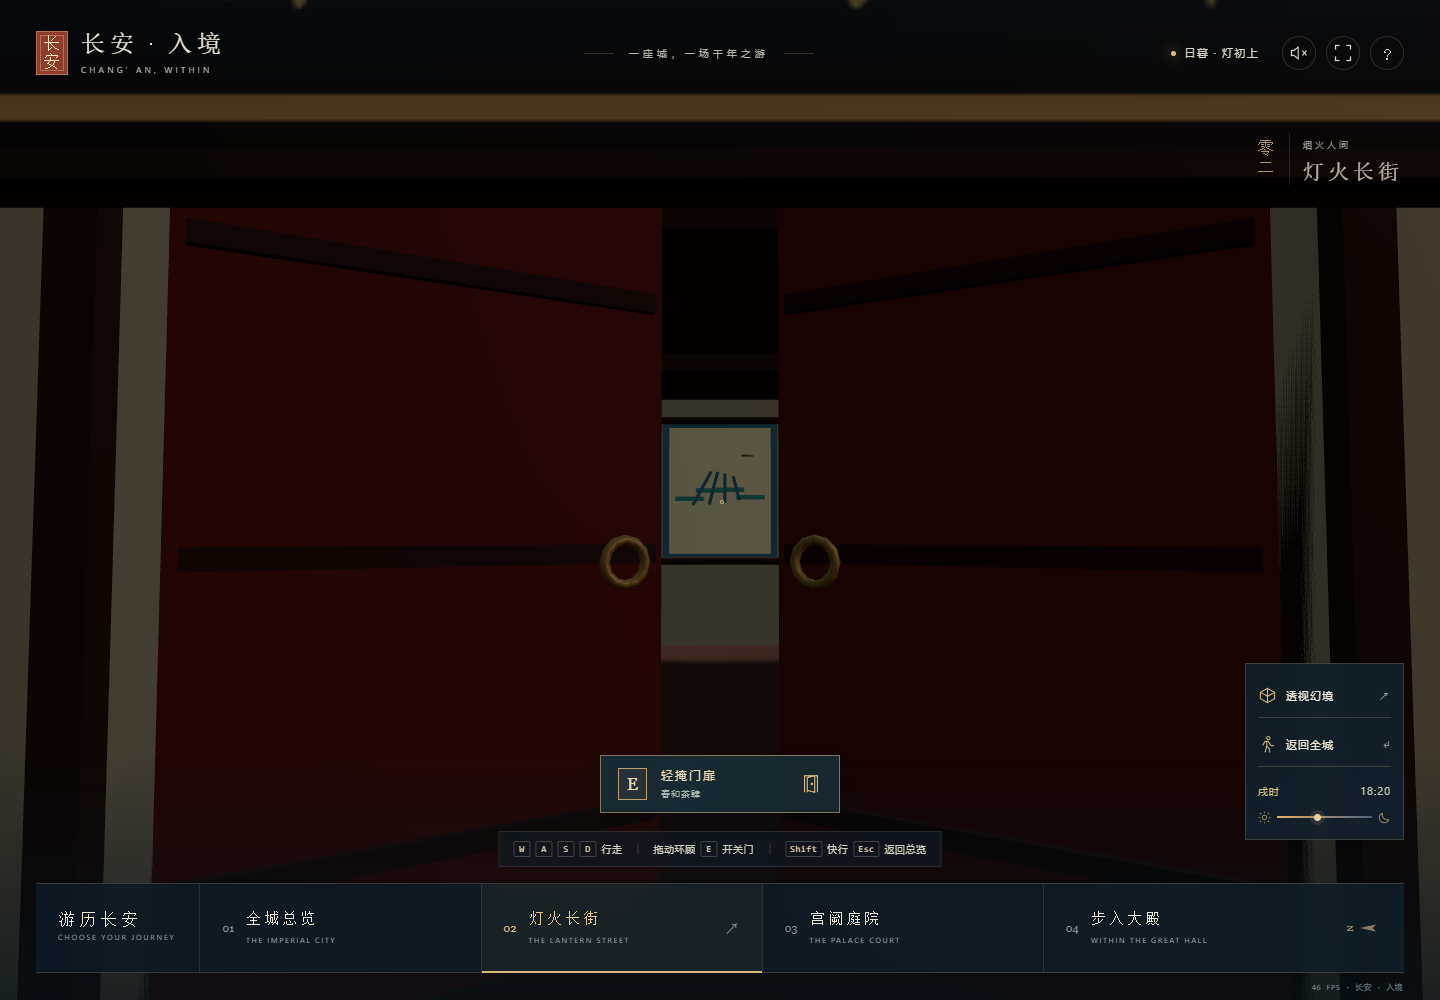 长安
长安 · 入境
CHANG' AN, WITHIN
一座城，一场千年之游
日暮 · 灯初上
?
零二
烟火人间
灯火长街
透视幻境
返回全城
戌时 18:20
E
轻掩门扉
春和茶肆
W A S D 行走 拖动环顾 E 开关门 Shift 快行 Esc 返回总览
游历长安
CHOOSE YOUR JOURNEY
01 全城总览
THE IMPERIAL CITY
02 灯火长街
THE LANTERN STREET
03 宫阙庭院
THE PALACE COURT
04 步入大殿
WITHIN THE GREAT HALL
N
46 FPS · 长安 · 入境